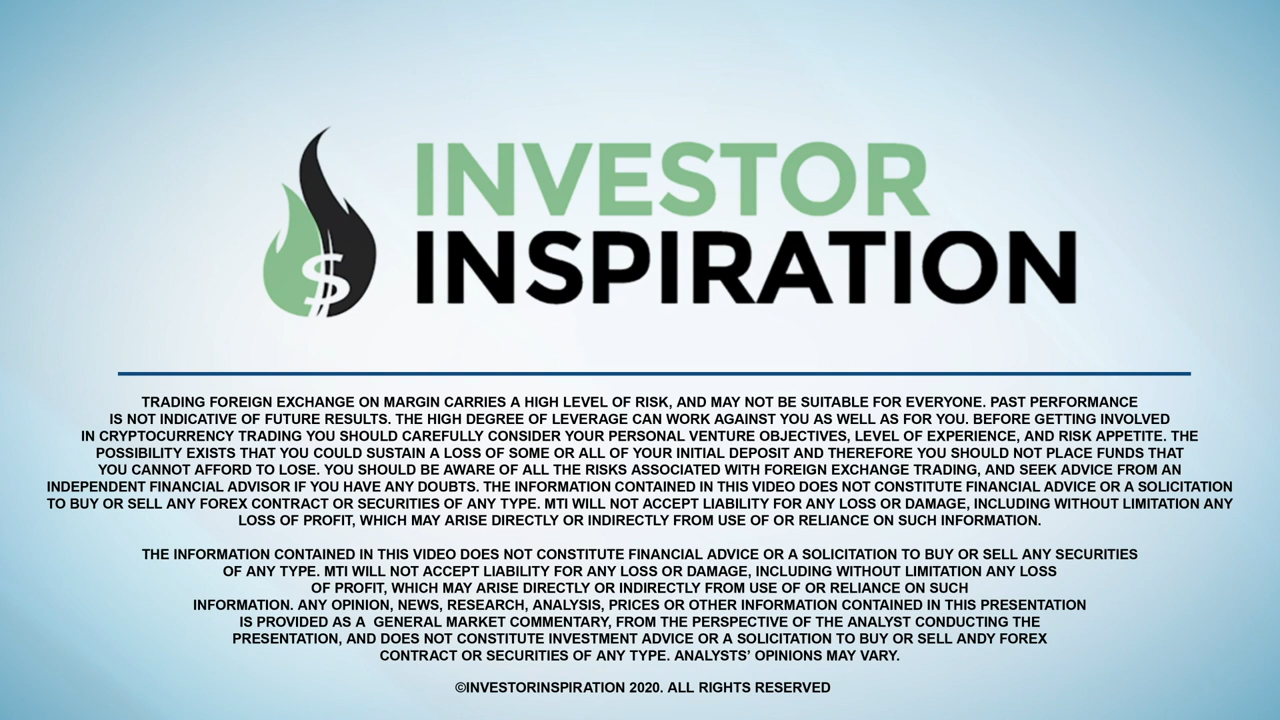 INVESTOR
INSPIRATION
$
TRADING FOREIGN EXCHANGE ON MARGIN CARRIES A HIGH LEVEL OF RISK, AND MAY NOT BE SUITABLE FOR EVERYONE. PAST PERFORMANCE
IS NOT INDICATIVE OF FUTURE RESULTS. THE HIGH DEGREE OF LEVERAGE CAN WORK AGAINST YOU AS WELL AS FOR YOU. BEFORE GETTING INVOLVED
IN CRYPTOCURRENCY TRADING YOU SHOULD CAREFULLY CONSIDER YOUR PERSONAL VENTURE OBJECTIVES, LEVEL OF EXPERIENCE, AND RISK APPETITE. THE
POSSIBILITY EXISTS THAT YOU COULD SUSTAIN A LOSS OF SOME OR ALL OF YOUR INITIAL DEPOSIT AND THEREFORE YOU SHOULD NOT PLACE FUNDS THAT
YOU CANNOT AFFORD TO LOSE. YOU SHOULD BE AWARE OF ALL THE RISKS ASSOCIATED WITH FOREIGN EXCHANGE TRADING, AND SEEK ADVICE FROM AN
INDEPENDENT FINANCIAL ADVISOR IF YOU HAVE ANY DOUBTS. THE INFORMATION CONTAINED IN THIS VIDEO DOES NOT CONSTITUTE FINANCIAL ADVICE OR A SOLICITATION
TO BUY OR SELL ANY FOREX CONTRACT OR SECURITIES OF ANY TYPE. MTI WILL NOT ACCEPT LIABILITY FOR ANY LOSS OR DAMAGE, INCLUDING WITHOUT LIMITATION ANY
LOSS OF PROFIT, WHICH MAY ARISE DIRECTLY OR INDIRECTLY FROM USE OF OR RELIANCE ON SUCH INFORMATION.
THE INFORMATION CONTAINED IN THIS VIDEO DOES NOT CONSTITUTE FINANCIAL ADVICE OR A SOLICITATION TO BUY OR SELL ANY SECURITIES
OF ANY TYPE. MTI WILL NOT ACCEPT LIABILITY FOR ANY LOSS OR DAMAGE, INCLUDING WITHOUT LIMITATION ANY LOSS
OF PROFIT, WHICH MAY ARISE DIRECTLY OR INDIRECTLY FROM USE OF OR RELIANCE ON SUCH
INFORMATION. ANY OPINION, NEWS, RESEARCH, ANALYSIS, PRICES OR OTHER INFORMATION CONTAINED IN THIS PRESENTATION
IS PROVIDED AS A  GENERAL MARKET COMMENTARY, FROM THE PERSPECTIVE OF THE ANALYST CONDUCTING THE
PRESENTATION, AND DOES NOT CONSTITUTE INVESTMENT ADVICE OR A SOLICITATION TO BUY OR SELL ANDY FOREX
CONTRACT OR SECURITIES OF ANY TYPE. ANALYSTS’ OPINIONS MAY VARY.
©INVESTORINSPIRATION 2020. ALL RIGHTS RESERVED